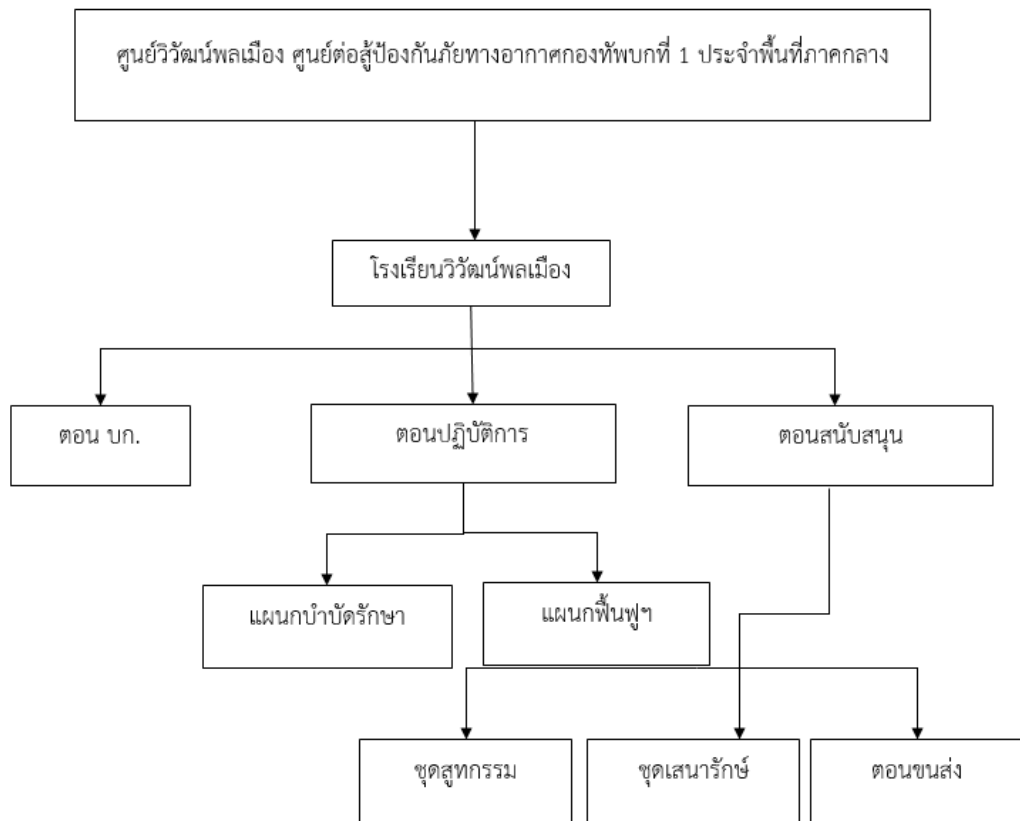 ศูนย์วิวัฒน์พลเมือง ศูนย์ต่อสู้ป้องกันภัยทางอากาศกองทัพบกที่ 1 ประจำพื้นที่ภาคกลาง
โรงเรียนวิวัฒน์พลเมือง
ตอน บก.
ตอนปฏิบัติการ
ตอนสนับสนุน
แผนกบำบัดรักษา
แผนกฟื้นฟูฯ
ชุดสูทกรรม
ชุดเสนารักษ์
ตอนขนส่ง